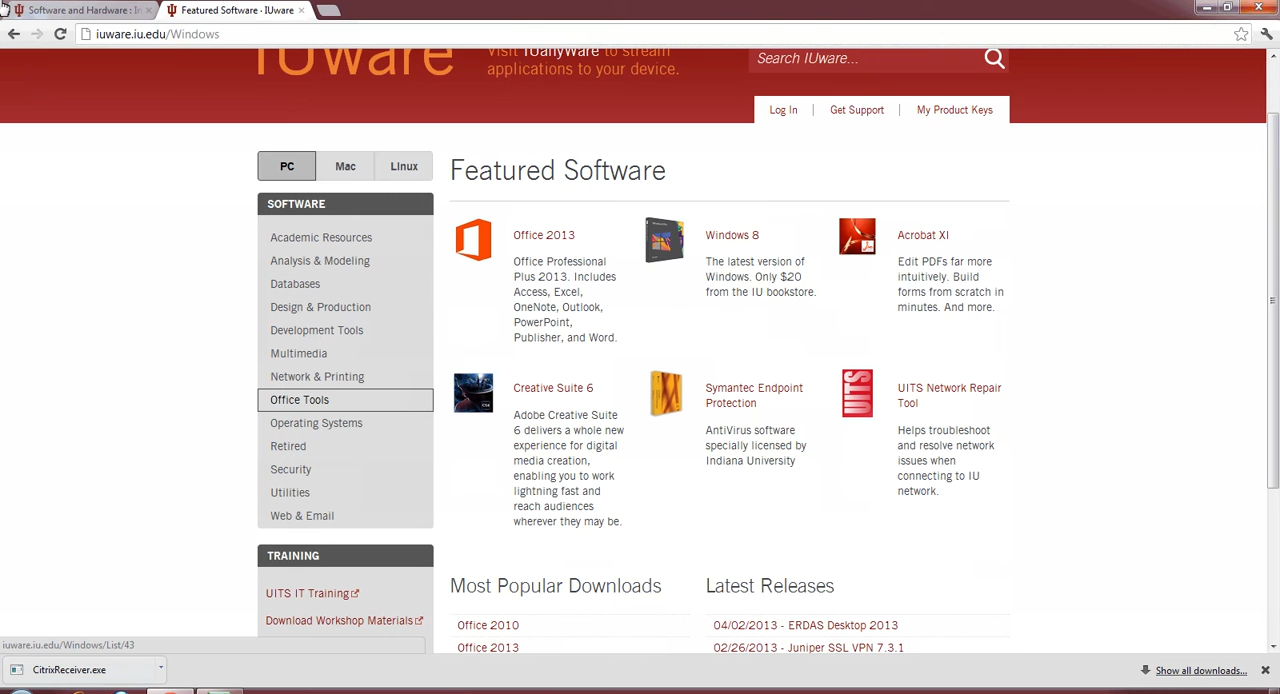 Software and Hardware : In
Featured Software · IUware
iuware.iu.edu/Windows
IUware
Visit IUanyWare to stream
applications to your device.
Search IUware...
Log In
Get Support
My Product Keys
PC
Mac
Linux
SOFTWARE
Academic Resources
Analysis & Modeling
Databases
Design & Production
Development Tools
Multimedia
Network & Printing
Office Tools
Operating Systems
Retired
Security
Utilities
Web & Email
TRAINING
UITS IT Training
Download Workshop Materials
Featured Software
Office 2013
Office Professional
Plus 2013. Includes
Access, Excel,
OneNote, Outlook,
PowerPoint,
Publisher, and Word.
Windows 8
The latest version of
Windows. Only $20
from the IU bookstore.
Acrobat XI
Edit PDFs far more
intuitively. Build
forms from scratch in
minutes. And more.
Creative Suite 6
Adobe Creative Suite
6 delivers a whole new
experience for digital
media creation,
enabling you to work
lightning fast and
reach audiences
wherever they may be.
Symantec Endpoint
Protection
AntiVirus software
specially licensed by
Indiana University
UITS
UITS Network Repair
Tool
Helps troubleshoot
and resolve network
issues when
connecting to IU
network.
Most Popular Downloads
Office 2010
Office 2013
Latest Releases
04/02/2013 - ERDAS Desktop 2013
02/26/2013 - Juniper SSL VPN 7.3.1
iuware.iu.edu/Windows/List/43
CitrixReceiver.exe
Show all downloads...